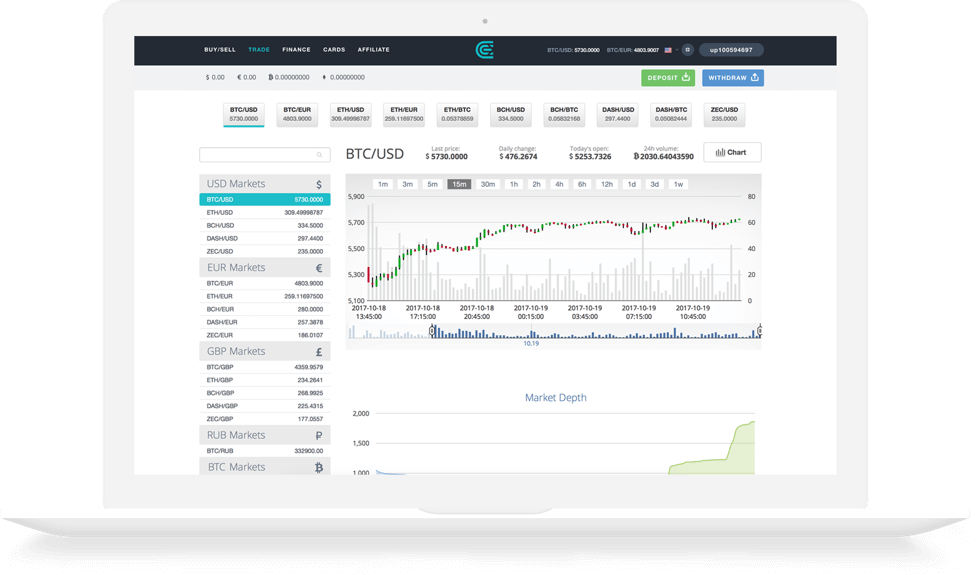 BUY/SELL TRADE FINANCE CARDS AFFILIATE BTC/USD: 5730.0000 BTC/EUR: 4803.9007 up100594697
$ 0.00 € 0.00 Ƀ 0.00000000 ♦ 0.00000000 DEPOSIT WITHDRAW
BTC/USD BTC/EUR ETH/USD ETH/EUR ETH/BTC BCH/USD BCH/BTC DASH/USD DASH/BTC ZEC/USD
5730.0000 4803.9000 309.49998787 259.11697500 0.05378859 334.5000 0.05832168 297.4400 0.05082444 235.0000
BTC/USD Last price: Daily change: Today's open: 24h volume: Chart
$ 5730.0000 $ 476.2674 $ 5253.7326 Ƀ 2030.64043590
USD Markets $
BTC/USD 5730.0000
ETH/USD 309.49998787
BCH/USD 334.5000
DASH/USD 297.4400
ZEC/USD 235.0000
EUR Markets €
BTC/EUR 4803.9000
ETH/EUR 259.11697500
BCH/EUR 280.0000
DASH/EUR 257.3878
ZEC/EUR 186.0107
GBP Markets £
BTC/GBP 4359.9579
ETH/GBP 234.2641
BCH/GBP 268.9925
DASH/GBP 225.4315
ZEC/GBP 177.0557
RUB Markets ₽
BTC/RUB 332900.00
BTC Markets Ƀ
1m 3m 5m 15m 30m 1h 2h 4h 6h 12h 1d 3d 1w
5,900 80
5,700 60
5,500 40
5,300 20
5,100 0
2017-10-18 2017-10-18 2017-10-18 2017-10-19 2017-10-19 2017-10-19 2017-10-19
13:45:00 17:15:00 20:45:00 00:15:00 03:45:00 07:15:00 10:45:00
10.19
Market Depth
2,000
1,500
1,000